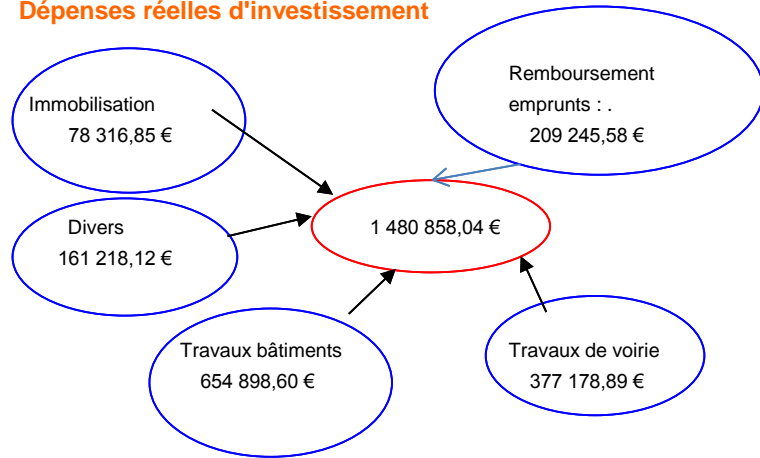 Dépenses réelles d'investissement
Remboursement
emprunts : .
209 245,58 €
Immobilisation
78 316,85 €
Divers
161 218,12 €
1 480 858,04 €
Travaux bâtiments
654 898,60 €
Travaux de voirie
377 178,89 €